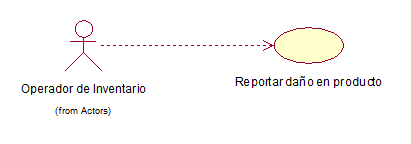 Operador de Inventario
(from Actors)
Reportar daño en producto